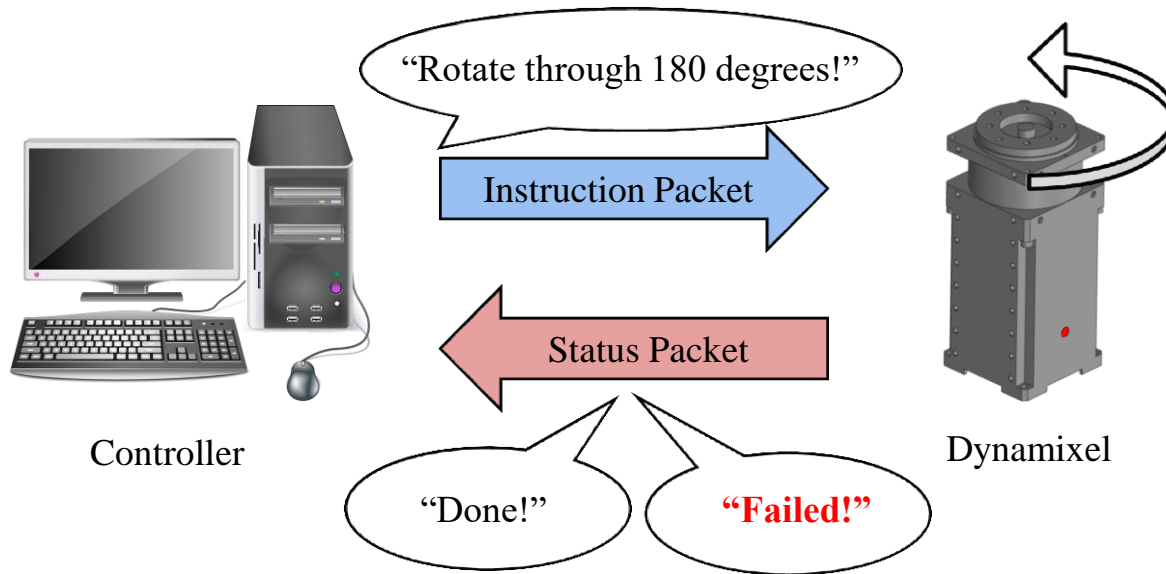 “Rotate through 180 degrees!”
Instruction Packet
Status Packet
Controller
Dynamixel
“Done!”
“Failed!”